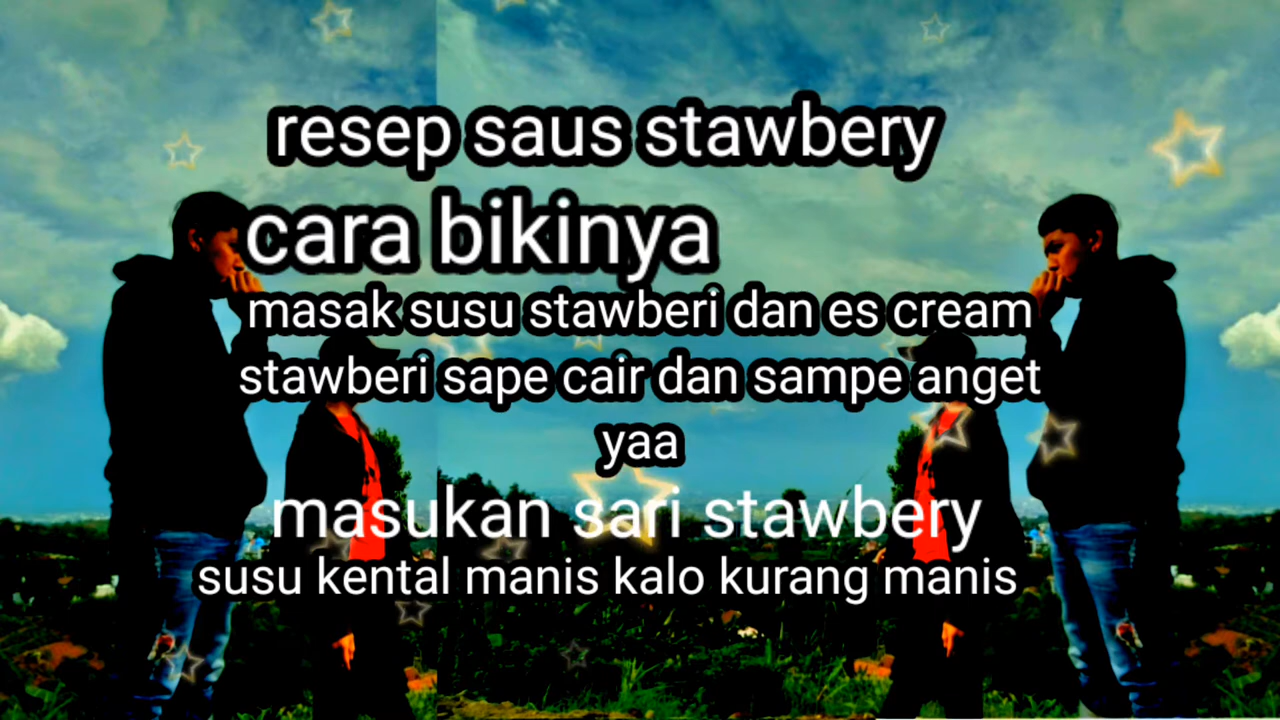 resep saus stawbery
cara bikinya
masak susu stawberi dan es cream
stawberi sape cair dan sampe anget
yaa
masukan sari stawbery
susu kental manis kalo kurang manis